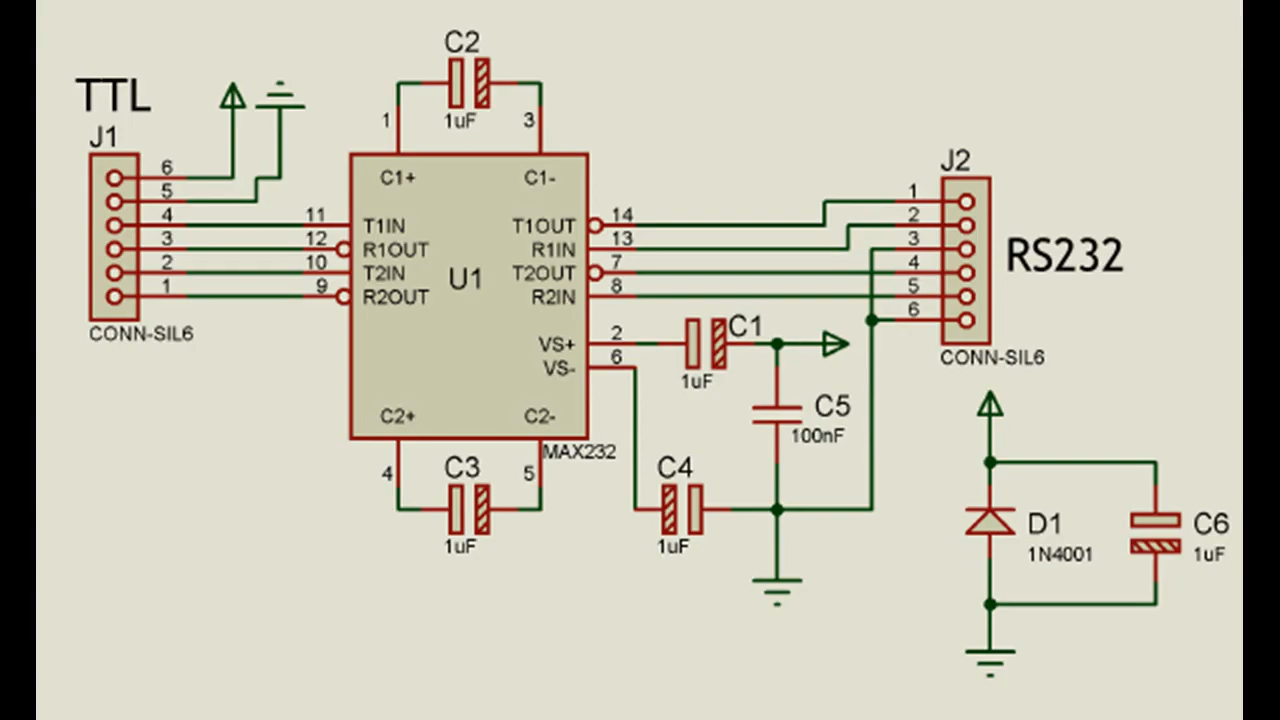 C2
1uF
1
3
TTL
J1
6
5
4
3
2
1
CONN-SIL6
11
12
10
9
C1+
C1-
T1IN
R1OUT
T2IN
R2OUT
U1
T1OUT
R1IN
T2OUT
R2IN
VS+
VS-
C2+
C2-
MAX232
14
13
7
8
2
6
4
5
C3
1uF
C1
1uF
C5
100nF
C4
1uF
J2
1
2
3
4
5
6
RS232
CONN-SIL6
D1
1N4001
C6
1uF